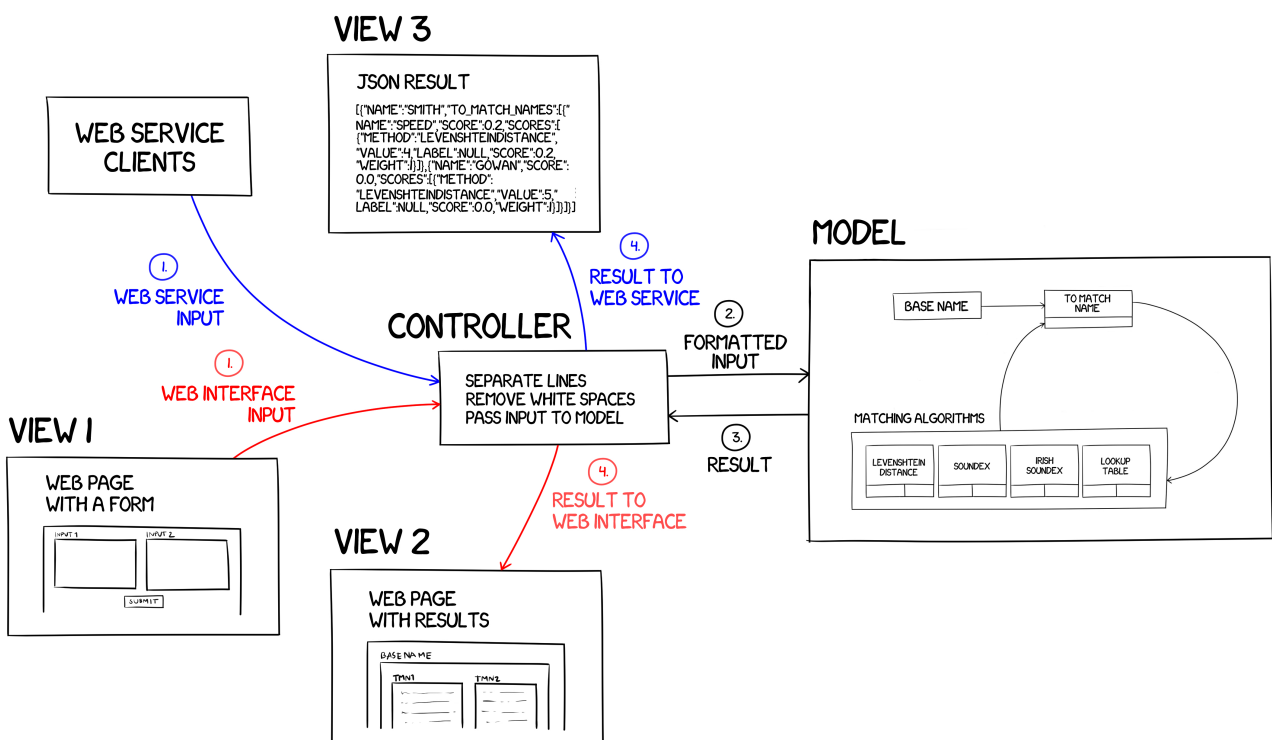 VIEW 3
JSON RESULT
[{"NAME":"SMITH","TO_MATCH_NAMES":[{"
NAME":"SPEED","SCORE":0.2,"SCORES":[
{"METHOD":"LEVENSHTEINDISTANCE",
"VALUE":4,"LABEL":NULL,"SCORE":0.2,
"WEIGHT":1}]},{"NAME":"GOWAN","SCORE":
0.0,"SCORES":[{"METHOD":
"LEVENSHTEINDISTANCE","VALUE":5,"
LABEL":NULL,"SCORE":0.0,"WEIGHT":1}]}]}]
WEB SERVICE
CLIENTS
1.
WEB SERVICE
INPUT
4.
RESULT TO
WEB SERVICE
MODEL
BASE NAME
TO MATCH
NAME
MATCHING ALGORITHMS
LEVENSHTEIN
DISTANCE
SOUNDEX
IRISH
SOUNDEX
LOOKUP
TABLE
CONTROLLER
SEPARATE LINES
REMOVE WHITE SPACES
PASS INPUT TO MODEL
2.
FORMATTED
INPUT
3.
RESULT
1.
WEB INTERFACE
INPUT
VIEW 1
WEB PAGE
WITH A FORM
INPUT 1
INPUT 2
SUBMIT
4.
RESULT TO
WEB INTERFACE
VIEW 2
WEB PAGE
WITH RESULTS
BASE NAME
TMN1
TMN2